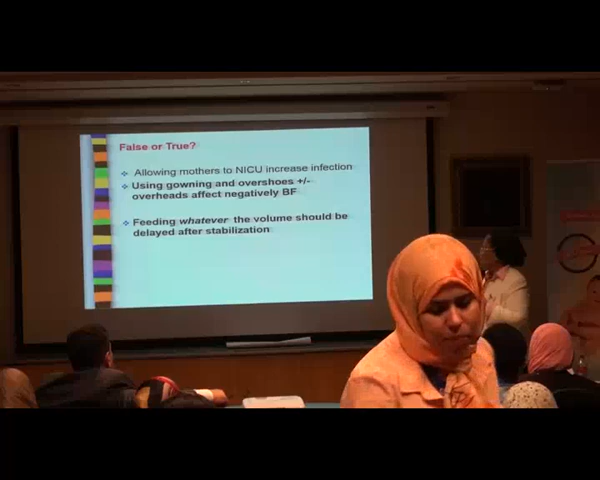 False or True?
Allowing mothers to NICU increase infection
Using gowning and overshoes +/-
overheads affect negatively BF
Feeding whatever the volume should be
delayed after stabilization